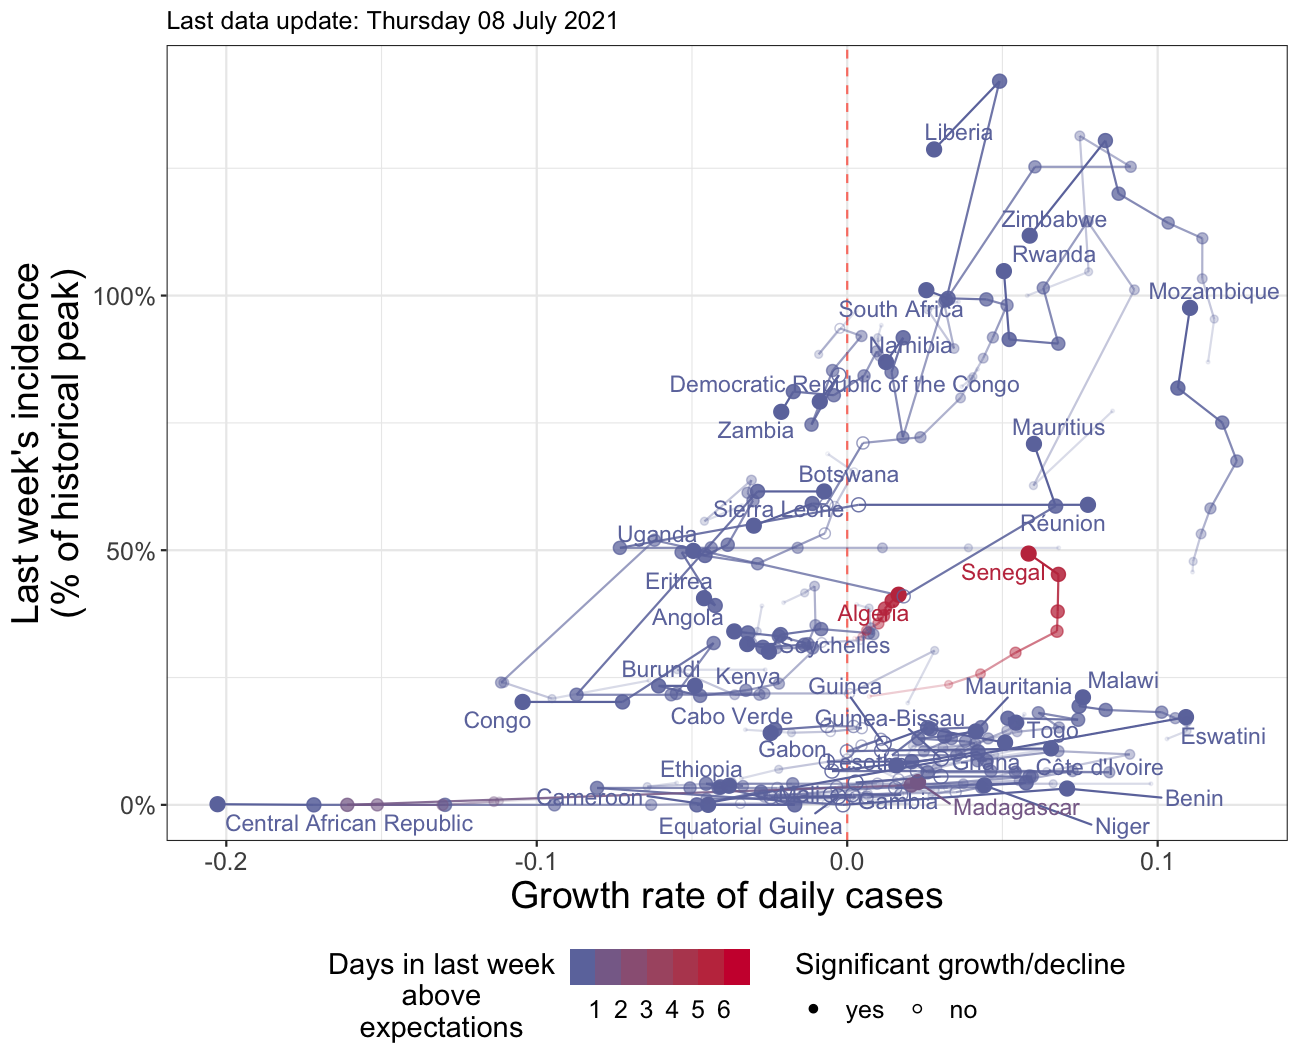 Last data update: Thursday 08 July 2021
Last week's incidence
(% of historical peak)
100%
50%
0%
Liberia
Zimbabwe
Rwanda
Mozambique
South Africa
Namibia
Democratic Republic of the Congo
Zambia
Mauritius
Botswana
Sierra Leone
Réunion
Uganda
Senegal
Eritrea
Algeria
Angola
Seychelles
Burundi
Kenya
Guinea
Mauritania
Malawi
Congo
Cabo Verde
Guinea-Bissau
Togo
Eswatini
Gabon
Lesotho
Ghana
Côte d'Ivoire
Ethiopia
Cameroon
Mali
Gambia
Madagascar
Benin
Central African Republic
Equatorial Guinea
Niger
-0.2
-0.1
0.0
0.1
Growth rate of daily cases
Days in last week
above
expectations
1 2 3 4 5 6
Significant growth/decline
yes
no